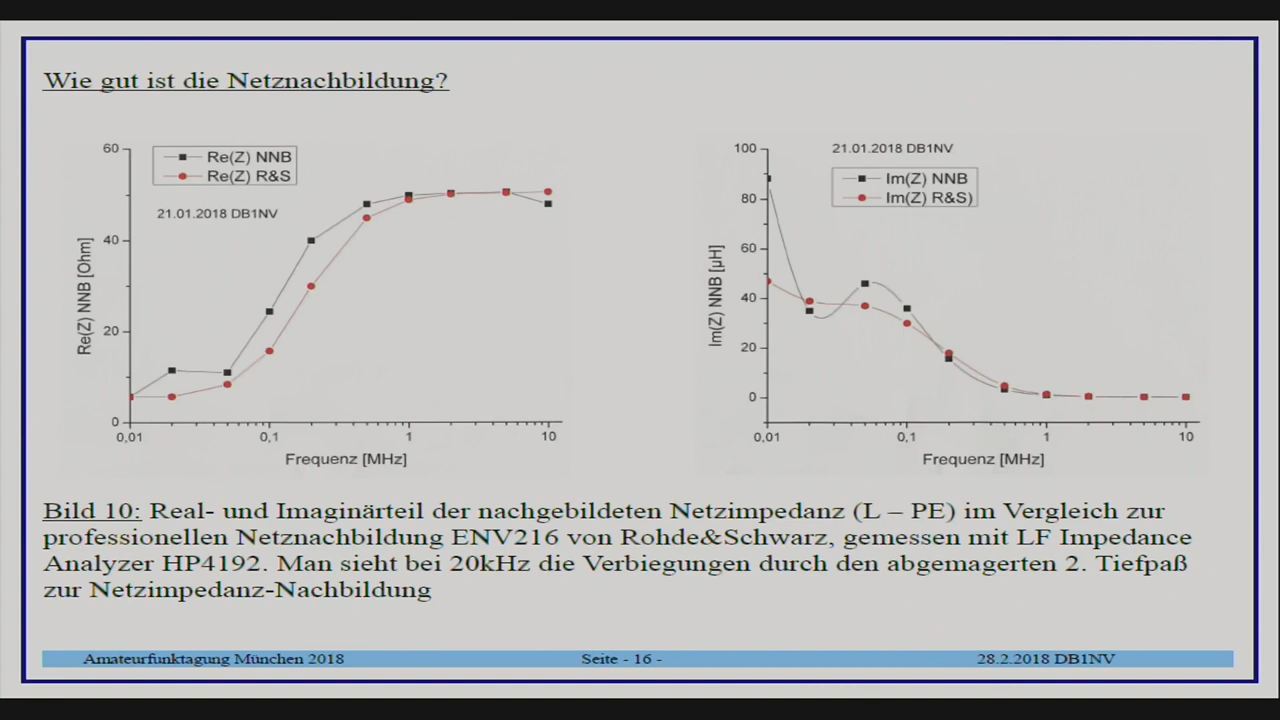 Wie gut ist die Netznachbildung?
60
40
20
0
Re(Z) NNB [Ohm]
Re(Z) NNB
Re(Z) R&S
21.01.2018 DB1NV
0,01
0,1
1
10
Frequenz [MHz]
100
80
60
40
20
0
Im(Z) NNB [µH]
21.01.2018 DB1NV
Im(Z) NNB
Im(Z) R&S)
0,01
0,1
1
10
Frequenz [MHz]
Bild 10: Real- und Imaginärteil der nachgebildeten Netzimpedanz (L – PE) im Vergleich zur
professionellen Netznachbildung ENV216 von Rohde&Schwarz, gemessen mit LF Impedance
Analyzer HP4192. Man sieht bei 20kHz die Verbiegungen durch den abgemagerten 2. Tiefpaß
zur Netzimpedanz-Nachbildung
Amateurfunktagung München 2018 Seite - 16 - 28.2.2018 DB1NV